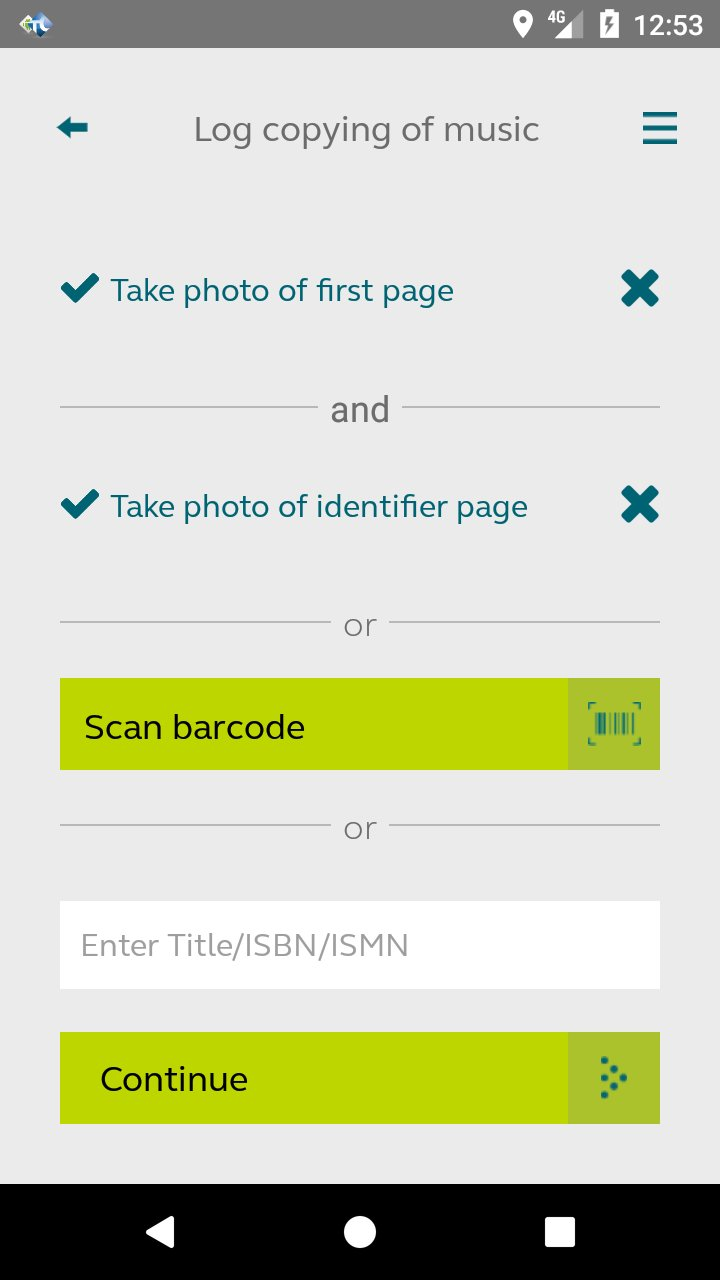 4G 12:53
Log copying of music
Take photo of first page
and
Take photo of identifier page
or
Scan barcode
or
Enter Title/ISBN/ISMN
Continue